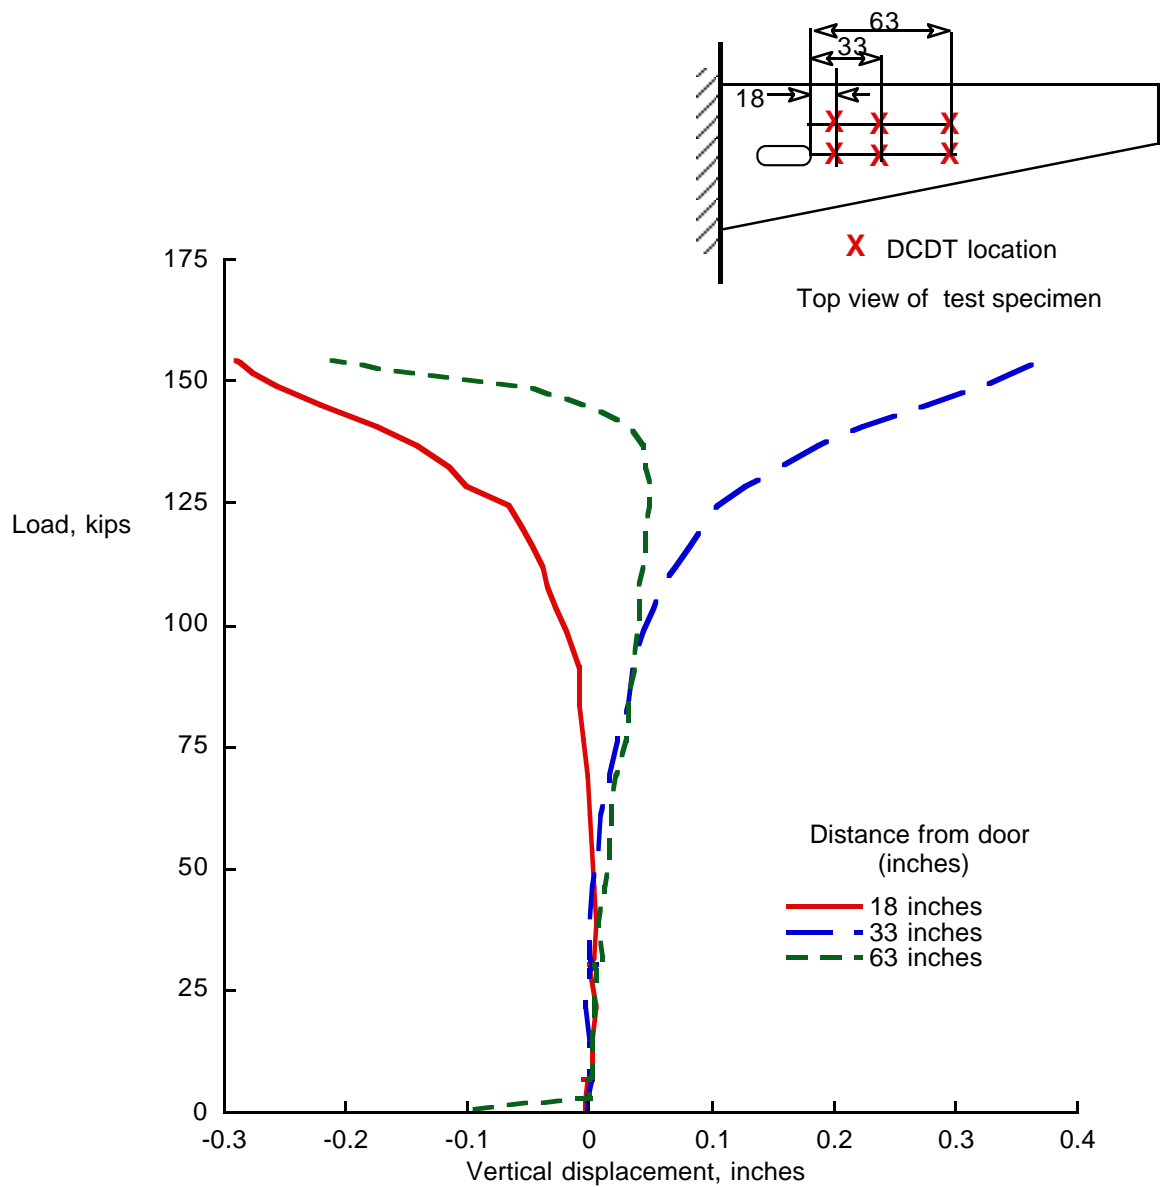 63
33
18
X X X
X X X
X DCDT location
Top view of test specimen
175
150
125
Load, kips
100
75
50
25
0
Distance from door
(inches)
18 inches
33 inches
63 inches
-0.3 -0.2 -0.1 0 0.1 0.2 0.3 0.4
Vertical displacement, inches